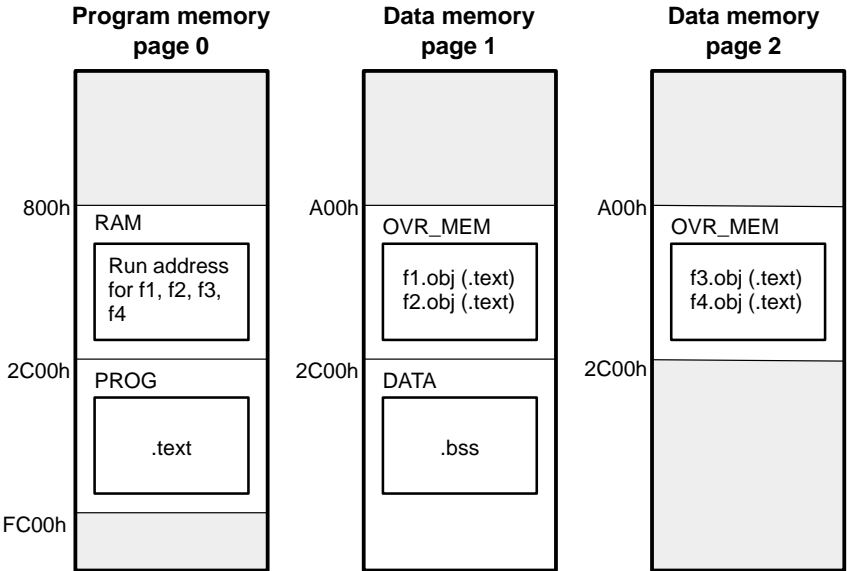 Program memory
page 0
800h
RAM
Run address
for f1, f2, f3,
f4
2C00h
PROG
.text
FC00h
Data memory
page 1
A00h
OVR_MEM
f1.obj (.text)
f2.obj (.text)
2C00h
DATA
.bss
Data memory
page 2
A00h
OVR_MEM
f3.obj (.text)
f4.obj (.text)
2C00h